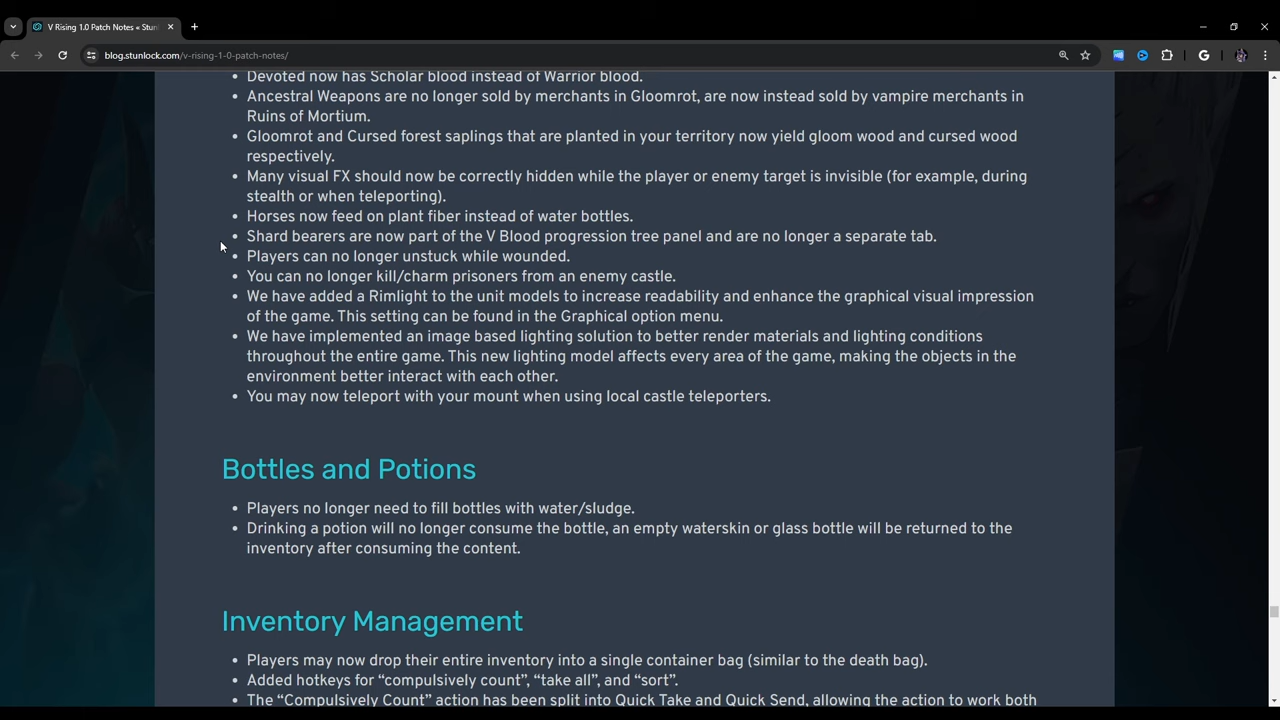 V Rising 1.0 Patch Notes « Stun
blog.stunlock.com/v-rising-1-0-patch-notes/
• Devoted now has Scholar blood instead of Warrior blood.
• Ancestral Weapons are no longer sold by merchants in Gloomrot, are now instead sold by vampire merchants in
Ruins of Mortium.
• Gloomrot and Cursed forest saplings that are planted in your territory now yield gloom wood and cursed wood
respectively.
• Many visual FX should now be correctly hidden while the player or enemy target is invisible (for example, during
stealth or when teleporting).
• Horses now feed on plant fiber instead of water bottles.
• Shard bearers are now part of the V Blood progression tree panel and are no longer a separate tab.
• Players can no longer unstuck while wounded.
• You can no longer kill/charm prisoners from an enemy castle.
• We have added a Rimlight to the unit models to increase readability and enhance the graphical visual impression
of the game. This setting can be found in the Graphical option menu.
• We have implemented an image based lighting solution to better render materials and lighting conditions
throughout the entire game. This new lighting model affects every area of the game, making the objects in the
environment better interact with each other.
• You may now teleport with your mount when using local castle teleporters.
Bottles and Potions
• Players no longer need to fill bottles with water/sludge.
• Drinking a potion will no longer consume the bottle, an empty waterskin or glass bottle will be returned to the
inventory after consuming the content.
Inventory Management
• Players may now drop their entire inventory into a single container bag (similar to the death bag).
• Added hotkeys for “compulsively count”, “take all”, and “sort”.
• The “Compulsively Count” action has been split into Quick Take and Quick Send, allowing the action to work both